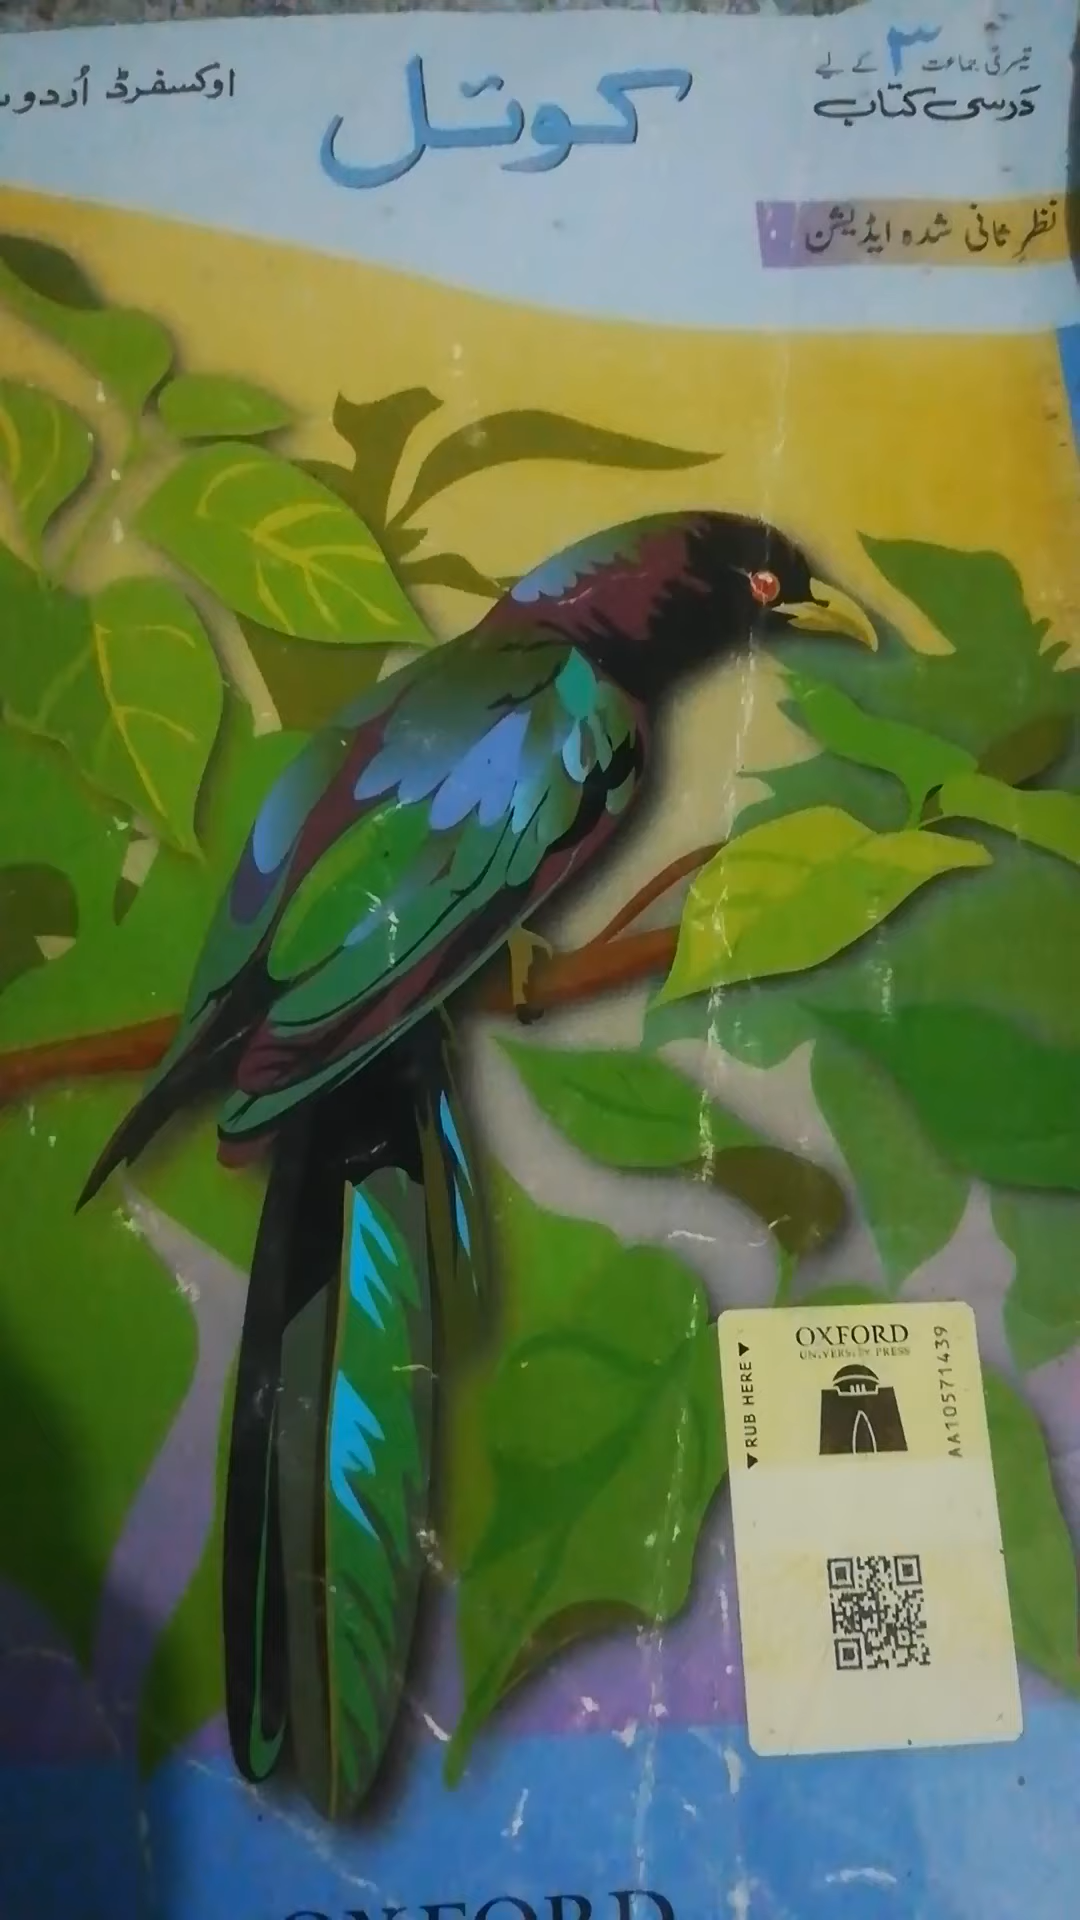 تیسری جماعت ۳ کے لیے
درسی کتاب
کوئل
اوکسفرڈ اُردو
نظرِ ثانی شدہ ایڈیشن
OXFORD
UNIVERSITY PRESS
RUB HERE
AA10571439
OXFORD